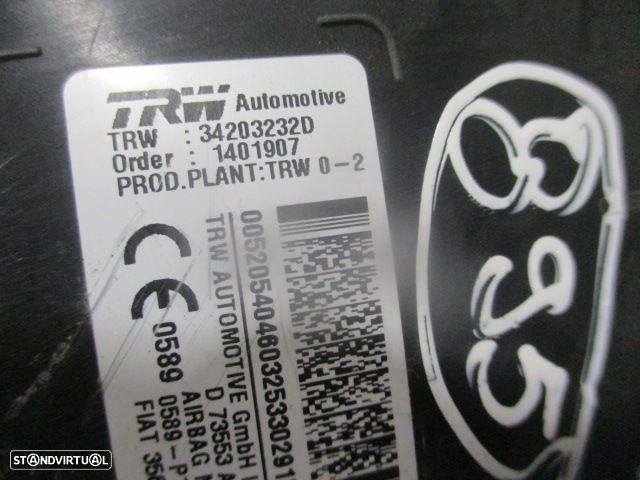 TRW Automotive
TRW : 34203232D
Order : 1401907
PROD.PLANT:TRW 0-2
TRW AUTOMOTIVE GmbH
D 73553
AIRBAG
FIAT
CE 0589
0589-P
835
STANDVIRTUAL